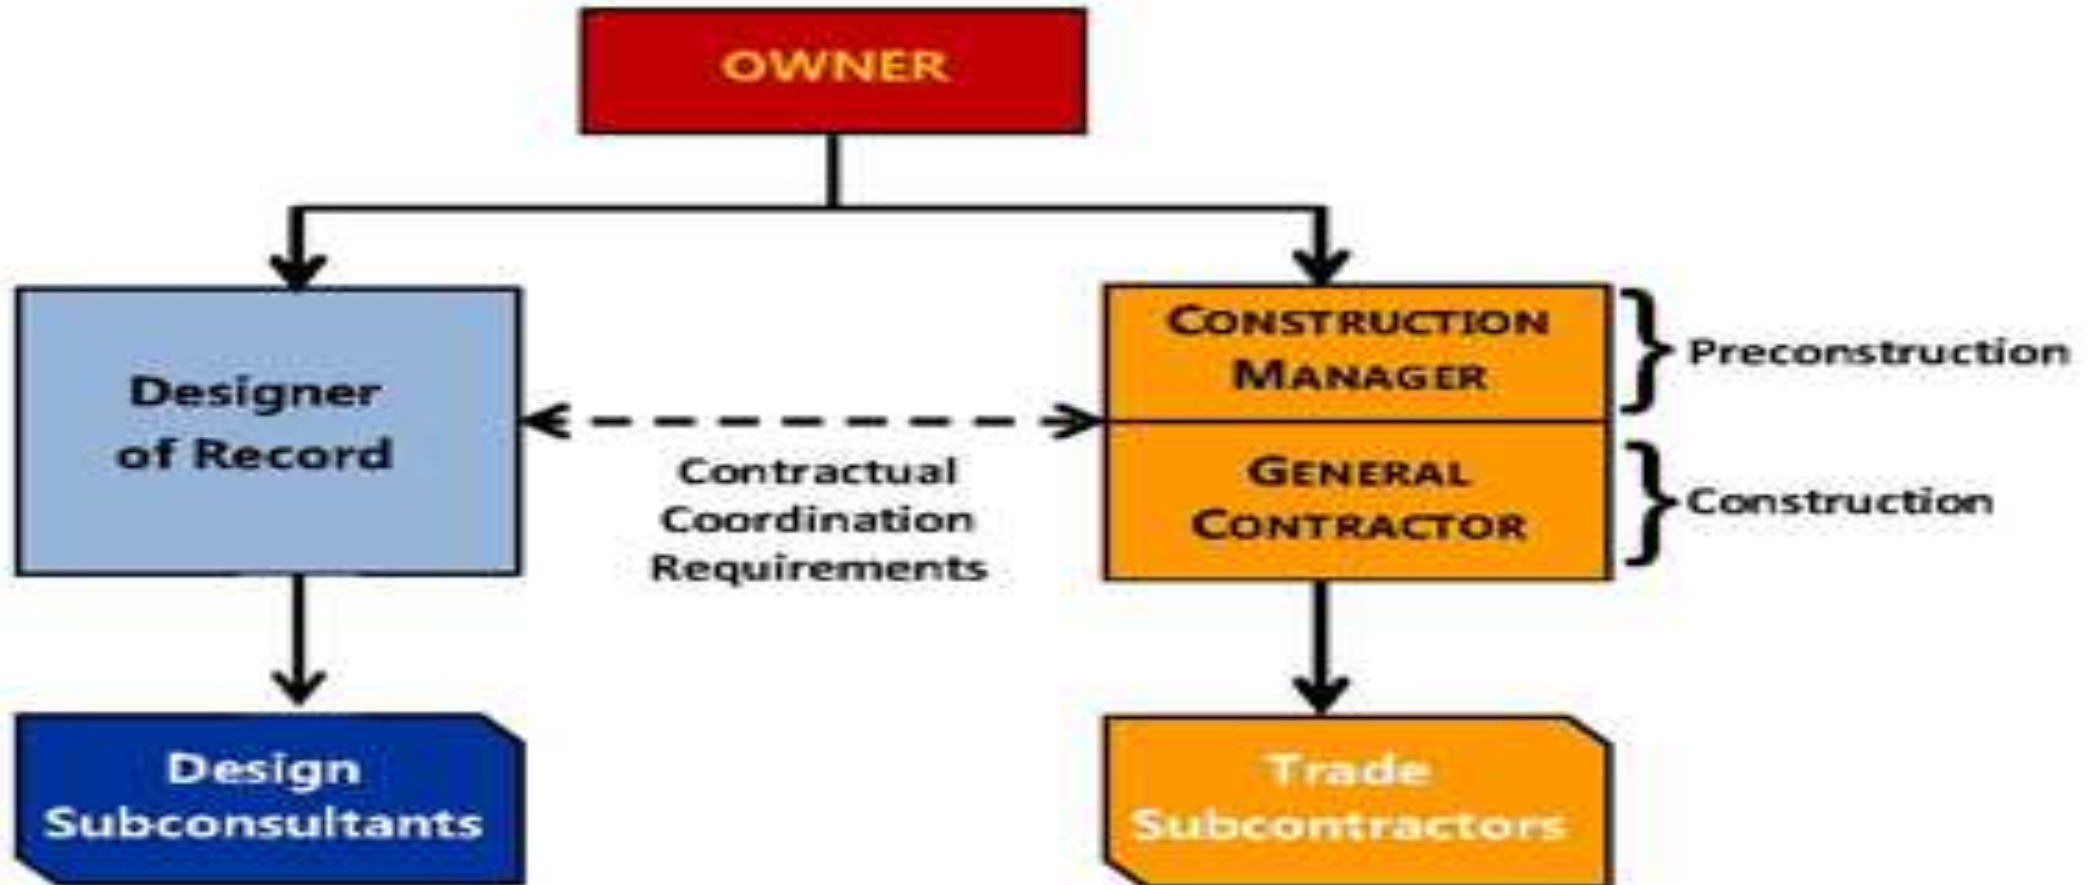 OWNER
Designer
of Record
Contractual
Coordination
Requirements
CONSTRUCTION
MANAGER
GENERAL
CONTRACTOR
Preconstruction
Construction
Design
Subconsultants
Trade
Subcontractors